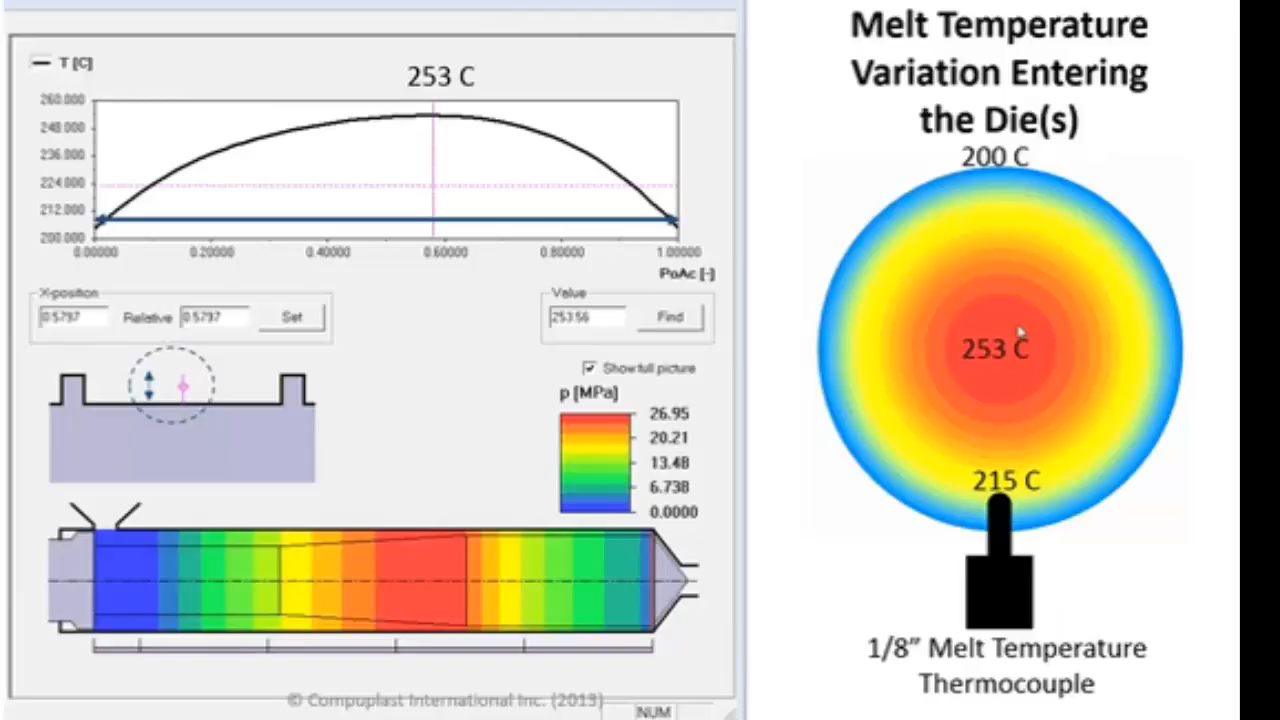 T [C]
253 C
260.000
248.000
236.000
224.000
212.000
200.000
0.00000 0.20000 0.40000 0.60000 0.80000 1.00000
PoAc [-]
X-position
0.5797 Relative 0.5797 Set
Value
253.56 Find
Show full picture
p [MPa]
26.95
20.21
13.48
6.738
0.0000
© Compuplast International Inc. (2013)
NUM
Melt Temperature
Variation Entering
the Die(s)
200 C
253 C
215 C
1/8” Melt Temperature
Thermocouple